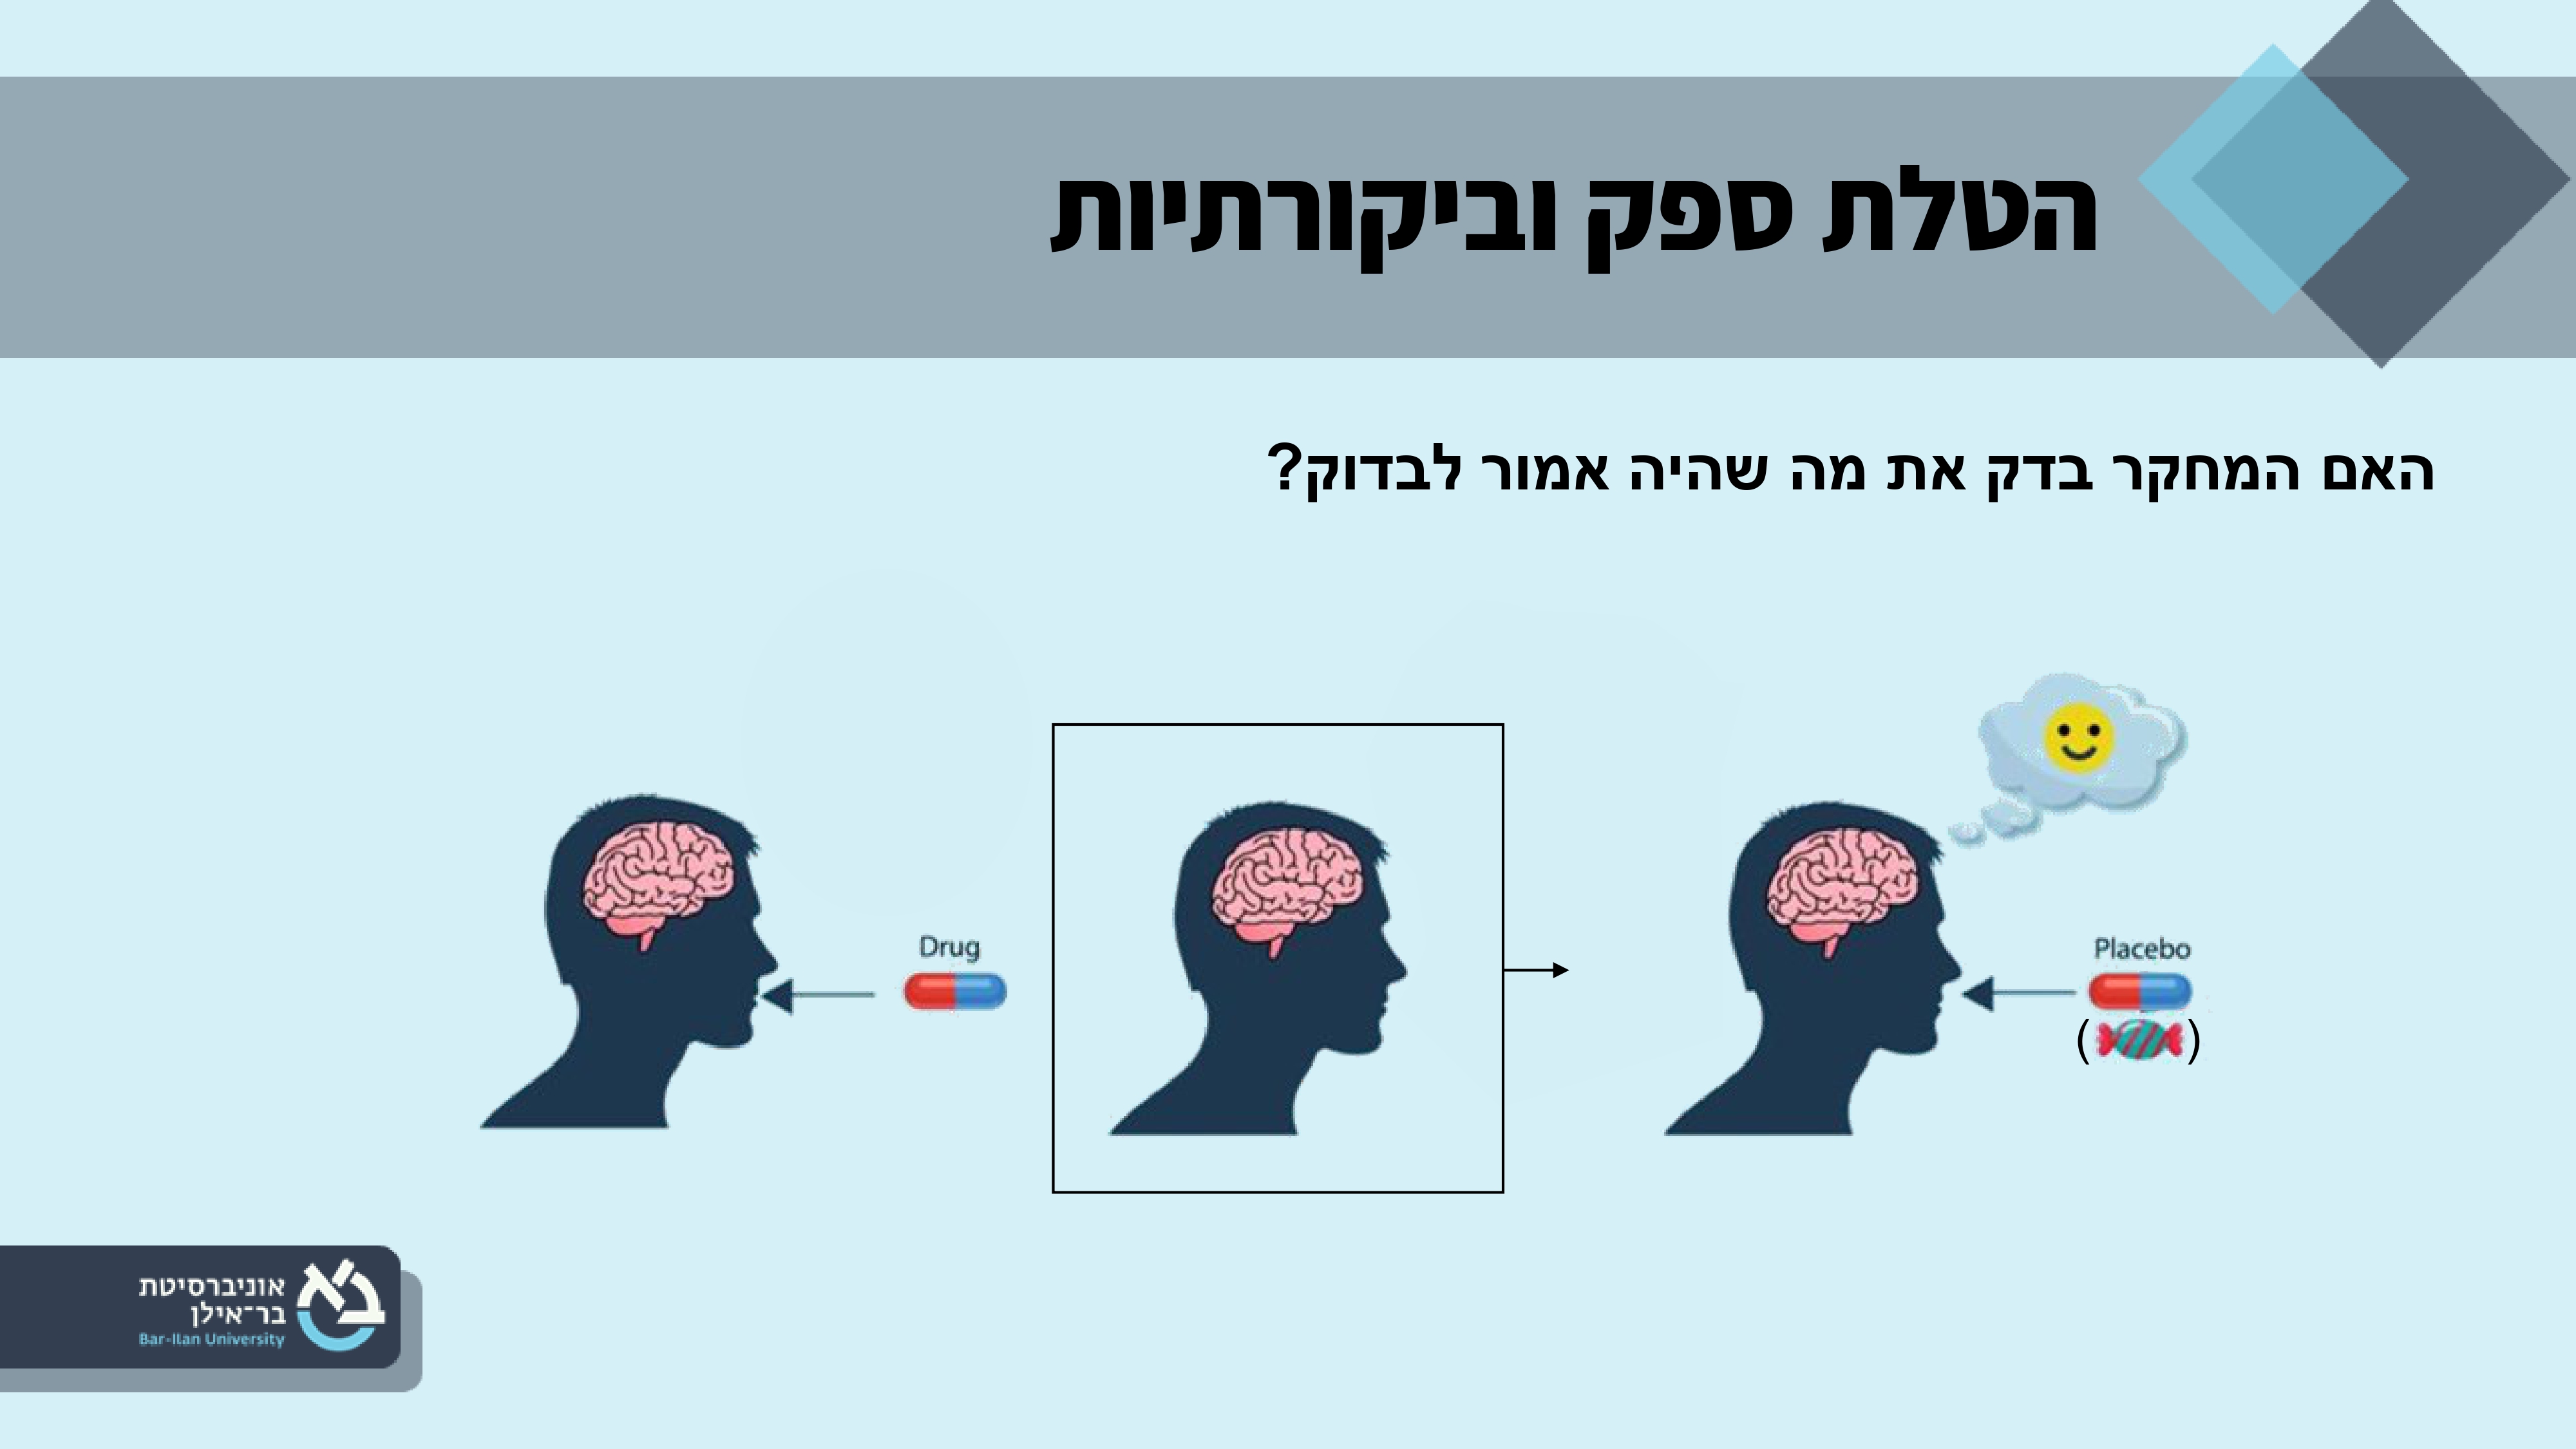 הטלת ספק וביקורתיות
האם המחקר בדק את מה שהיה אמור לבדוק?
Drug
Placebo
( )
אוניברסיטת
בר־אילן
Bar-Ilan University